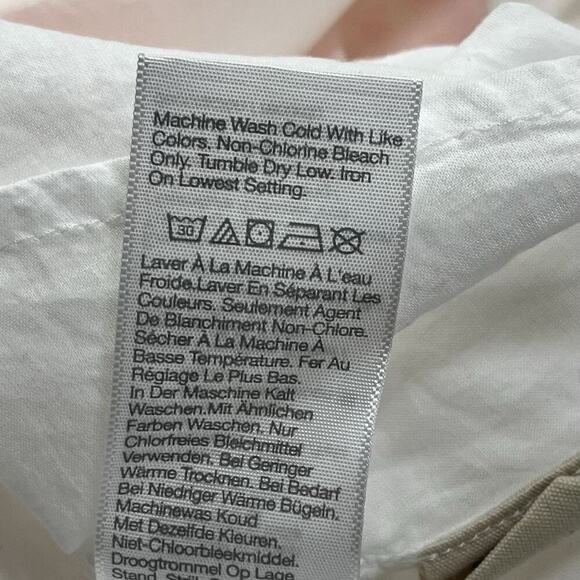 Machine Wash Cold With Like
Colors. Non-Chlorine Bleach
Only. Tumble Dry Low. Iron
On Lowest Setting.
30
Laver À La Machine À L'eau
Froide.Laver En Séparant Les
Couleurs. Seulement Agent
De Blanchiment Non-Chlore.
Sécher À La Machine À
Basse Température. Fer Au
Réglage Le Plus Bas.
In Der Maschine Kalt
Waschen.Mit Ähnlichen
Farben Waschen. Nur
Chlorfreies Bleichmittel
Verwenden. Bei Geringer
Wärme Trocknen. Bei Bedarf
Bei Niedriger Wärme Bügeln.
Machinewas Koud
Met Dezelfde Kleuren.
Niet-Chloorbleekmiddel.
Droogtrommel Op Lage
Stand.